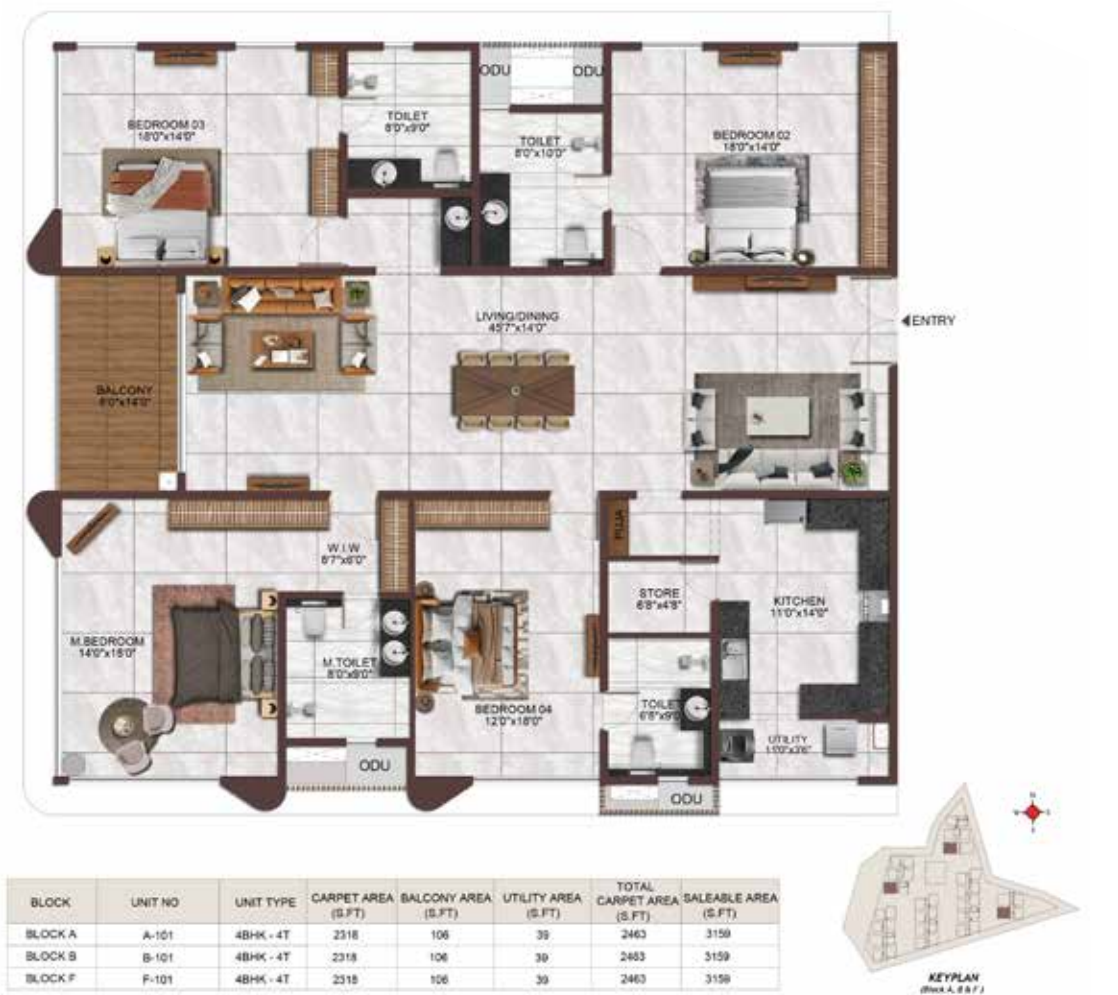 ODU
ODU
BEDROOM 03
18'0"x14'0"
TOILET
8'0"x9'0"
TOILET
8'0"x10'0"
BEDROOM 02
18'0"x14'0"
LIVING/DINING
45'7"x14'0"
ENTRY
BALCONY
14'0"
PUJA
W.I.W
8'7"x6'0"
STORE
6'8"x4'8"
KITCHEN
11'0"x14'0"
M.BEDROOM
14'0"x18'0"
M.TOILET
8'0"x9'0"
BEDROOM 04
12'0"x18'0"
TOILET
6'8"x9'0"
UTILITY
11'0"x3'6"
ODU
ODU
N
W
BLOCK UNIT NO UNIT TYPE CARPET AREA (S.FT) BALCONY AREA (S.FT) UTILITY AREA (S.FT) TOTAL CARPET AREA (S.FT) SALEABLE AREA (S.FT)
BLOCK A A-101 4BHK - 4T 2318 106 39 2463 3159
BLOCK B B-101 4BHK - 4T 2318 106 39 2463 3159
BLOCK F F-101 4BHK - 4T 2318 106 39 2463 3159
KEYPLAN
(Block A, B & F )